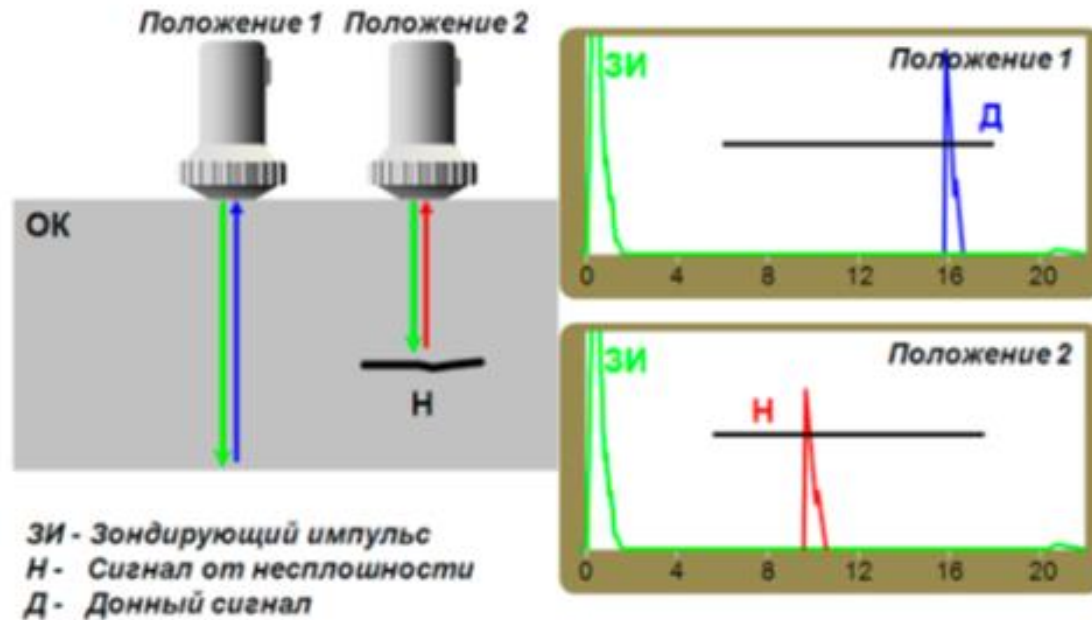 Положение 1 Положение 2
ОК
Н
ЗИ - Зондирующий импульс
Н - Сигнал от несплошности
Д - Донный сигнал
ЗИ
Положение 1
Д
0 4 8 12 16 20
ЗИ
Положение 2
Н
0 4 8 12 16 20